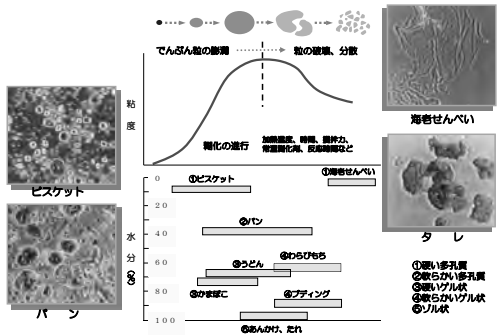 でんぷん粒の膨潤
粒の破壊、分散
粘度
糊化の進行
加熱温度、時間、撹拌力、
常温糊化剤、反応時間など
海老せんべい
ビスケット
水分(%)
0
20
40
60
80
100
①ビスケット
①海老せんべい
②パン
③うどん
④わらびもち
③かまぼこ
④プディング
⑤あんかけ、たれ
パン
タレ
①硬い多孔質
②軟らかい多孔質
③硬いゲル状
④軟らかいゲル状
⑤ゾル状